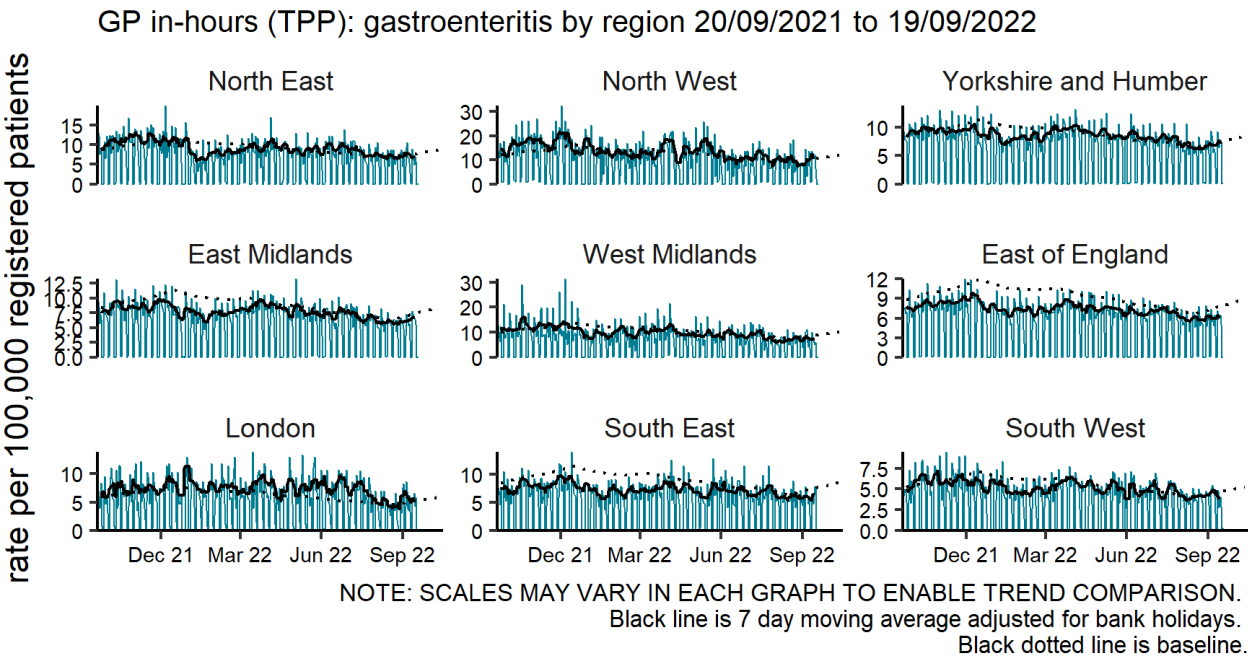 GP in-hours (TPP): gastroenteritis by region 20/09/2021 to 19/09/2022
rate per 100,000 registered patients
North East
15
10
5
0
North West
30
20
10
0
Yorkshire and Humber
10
5
0
East Midlands
12.5
10.0
7.5
5.0
2.5
0.0
West Midlands
30
20
10
0
East of England
12
9
6
3
0
London
10
5
0
Dec 21 Mar 22 Jun 22 Sep 22
South East
10
5
0
Dec 21 Mar 22 Jun 22 Sep 22
South West
7.5
5.0
2.5
0.0
Dec 21 Mar 22 Jun 22 Sep 22
NOTE: SCALES MAY VARY IN EACH GRAPH TO ENABLE TREND COMPARISON.
Black line is 7 day moving average adjusted for bank holidays.
Black dotted line is baseline.